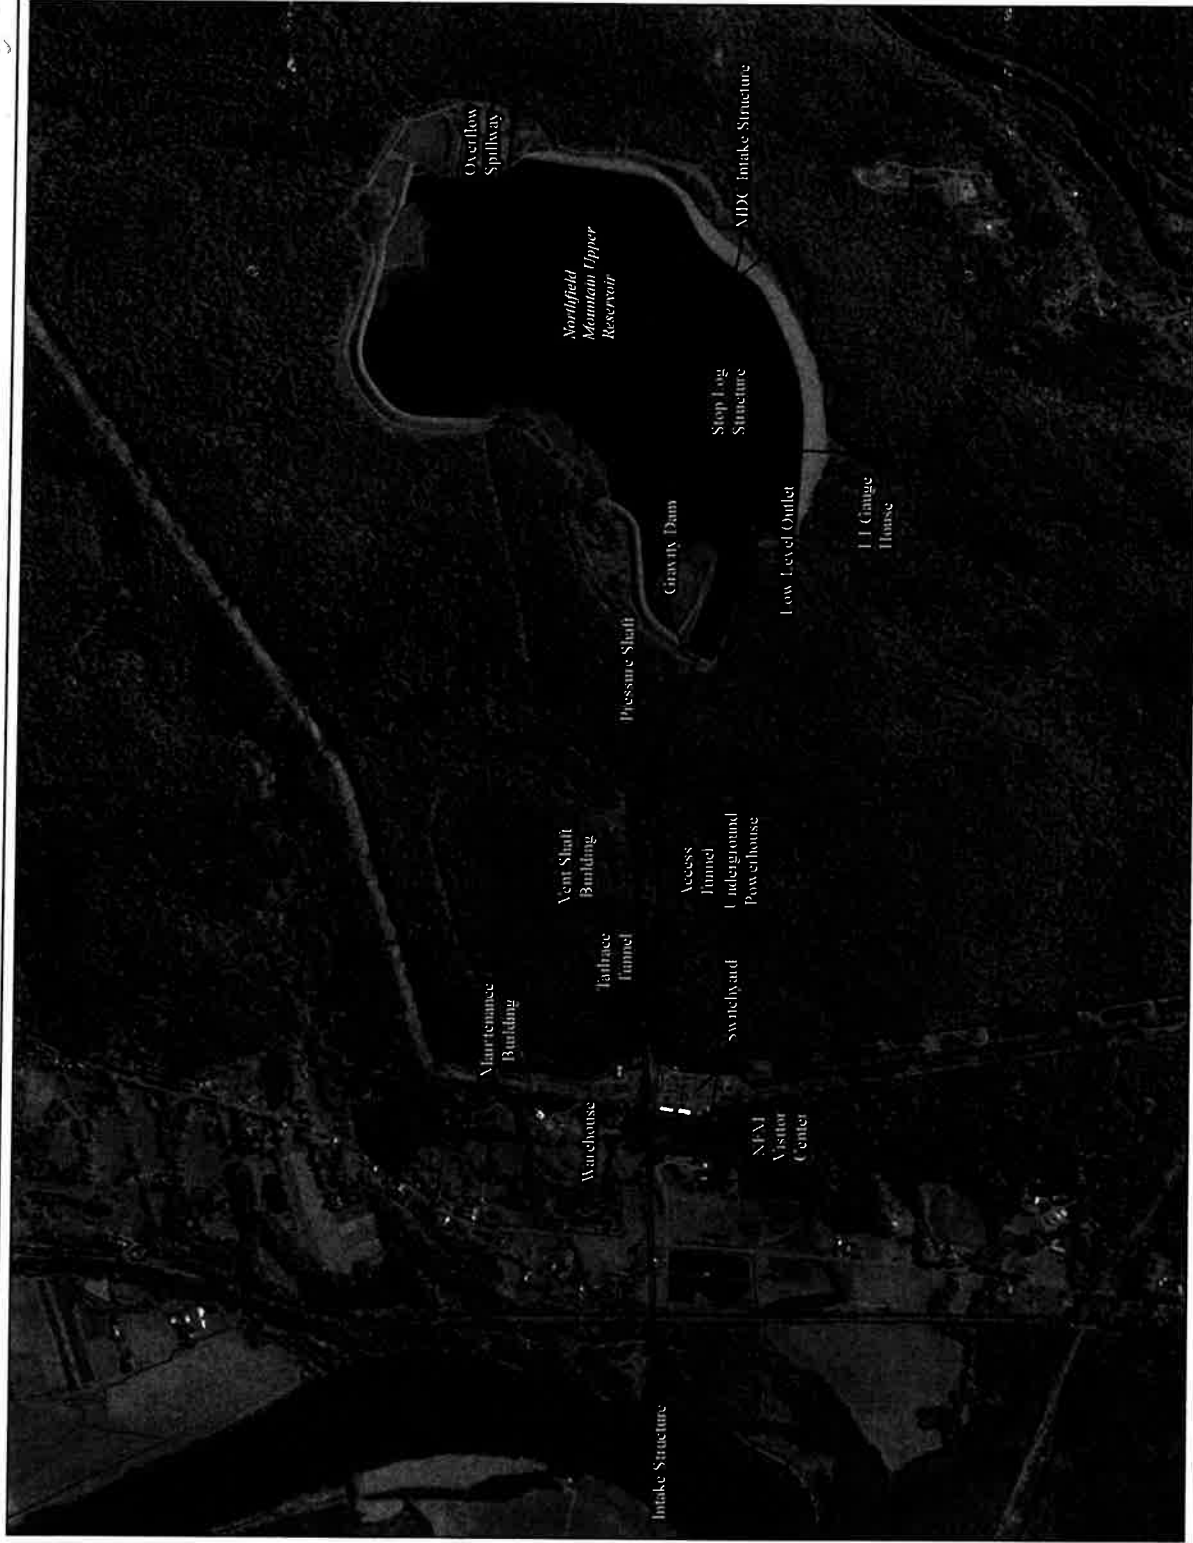 Intake Structure
Warehouse
Maintenance
Building
Tailrace
Tunnel
Vent Shaft
Building
Pressure Shaft
Gravity Dam
Northfield
Mountain Upper
Reservoir
Overflow
Spillway
NFM
Visitor
Center
Switchyard
Access
Tunnel
Underground
Powerhouse
Low Level Outlet
Stop Log
Structure
MDC Intake Structure
Gauge
House